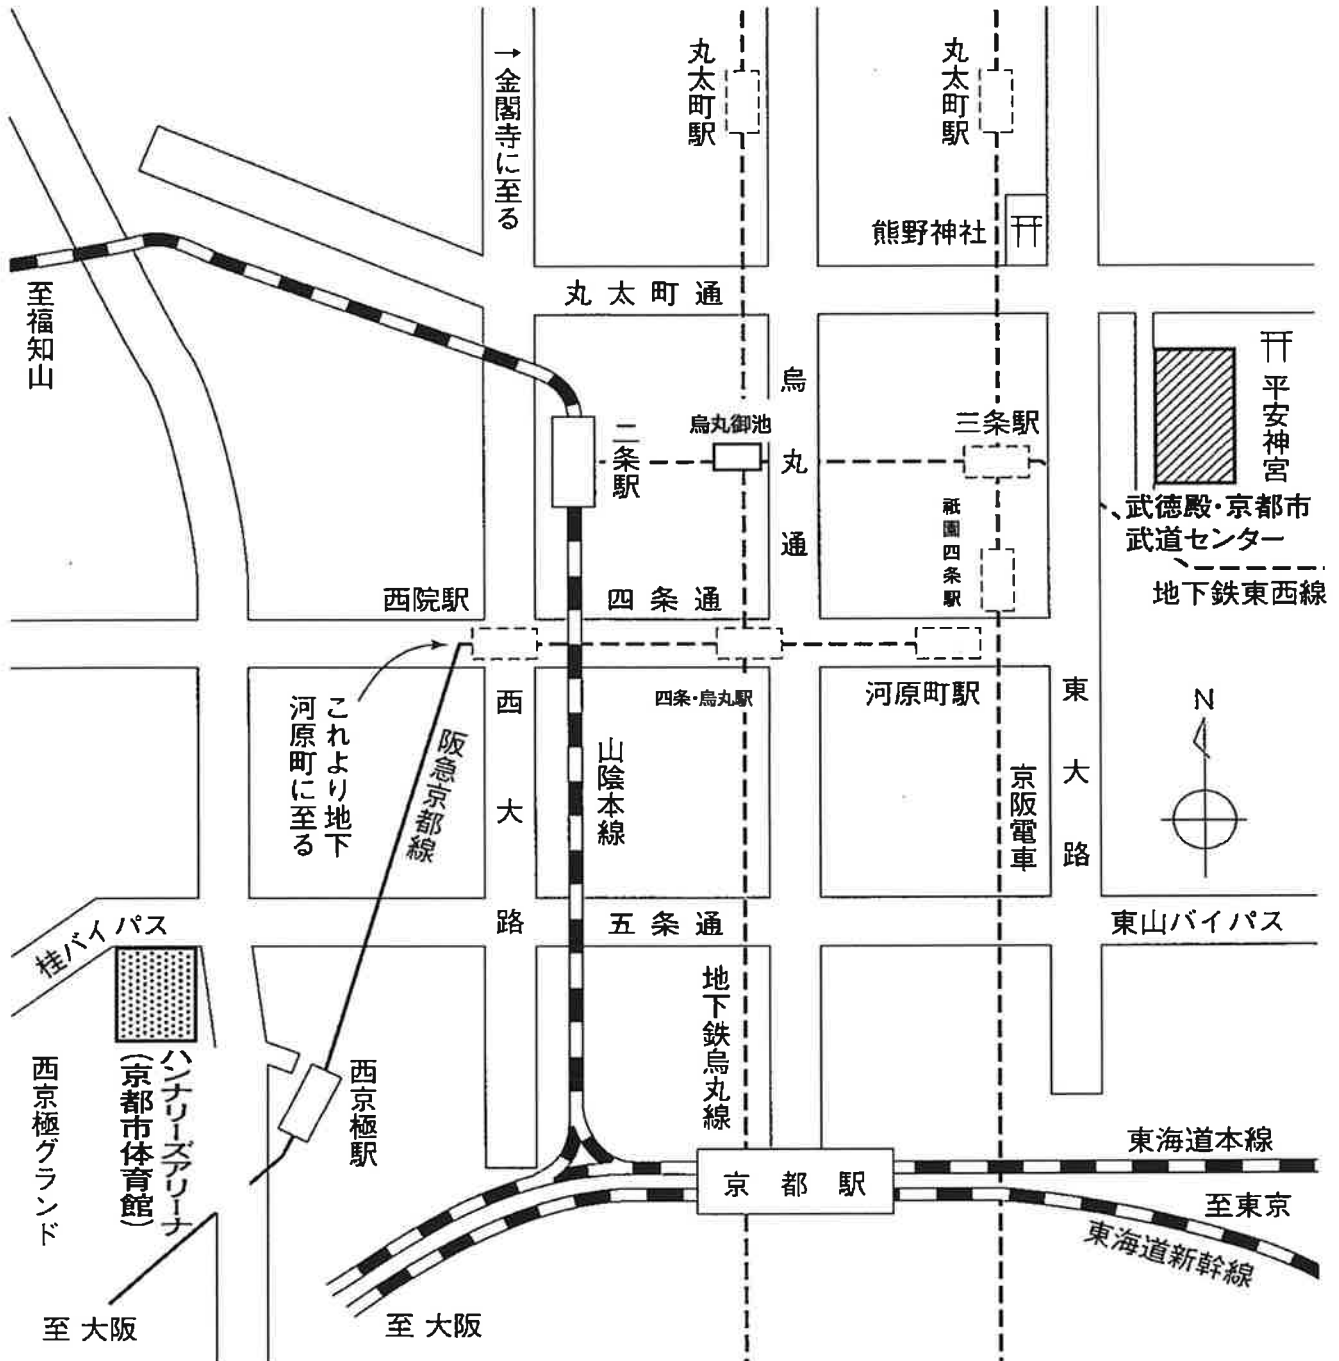 →金閣寺に至る
丸太町駅
丸太町駅
熊野神社
丸太町通
至福知山
烏丸通
平安神宮
烏丸御池
三条駅
二条駅
武徳殿・京都市
武道センター
祇園四条駅
地下鉄東西線
西院駅
四条通
四条・烏丸駅
河原町駅
東大路
N
これより地下
河原町に至る
阪急京都線
西大路
山陰本線
京阪電車
桂バイパス
五条通
東山バイパス
地下鉄烏丸線
西京極グランド
ハンナリーズアリーナ
(京都市体育館)
西京極駅
東海道本線
京都駅
至東京
東海道新幹線
至 大阪
至 大阪